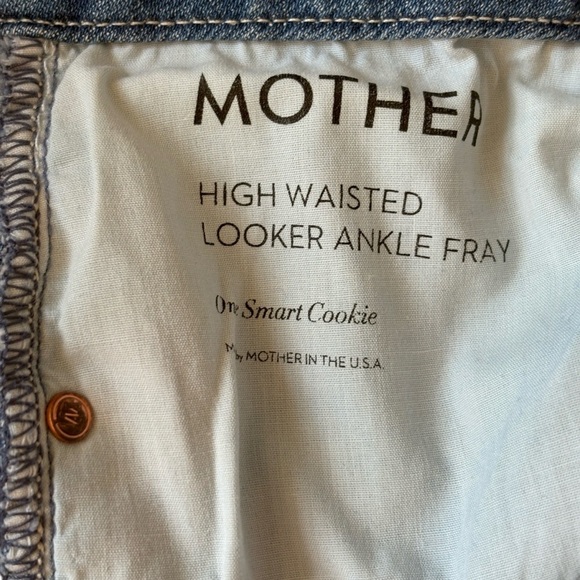 MOTHER
HIGH WAISTED
LOOKER ANKLE FRAY
One Smart Cookie
by MOTHER IN THE U.S.A.